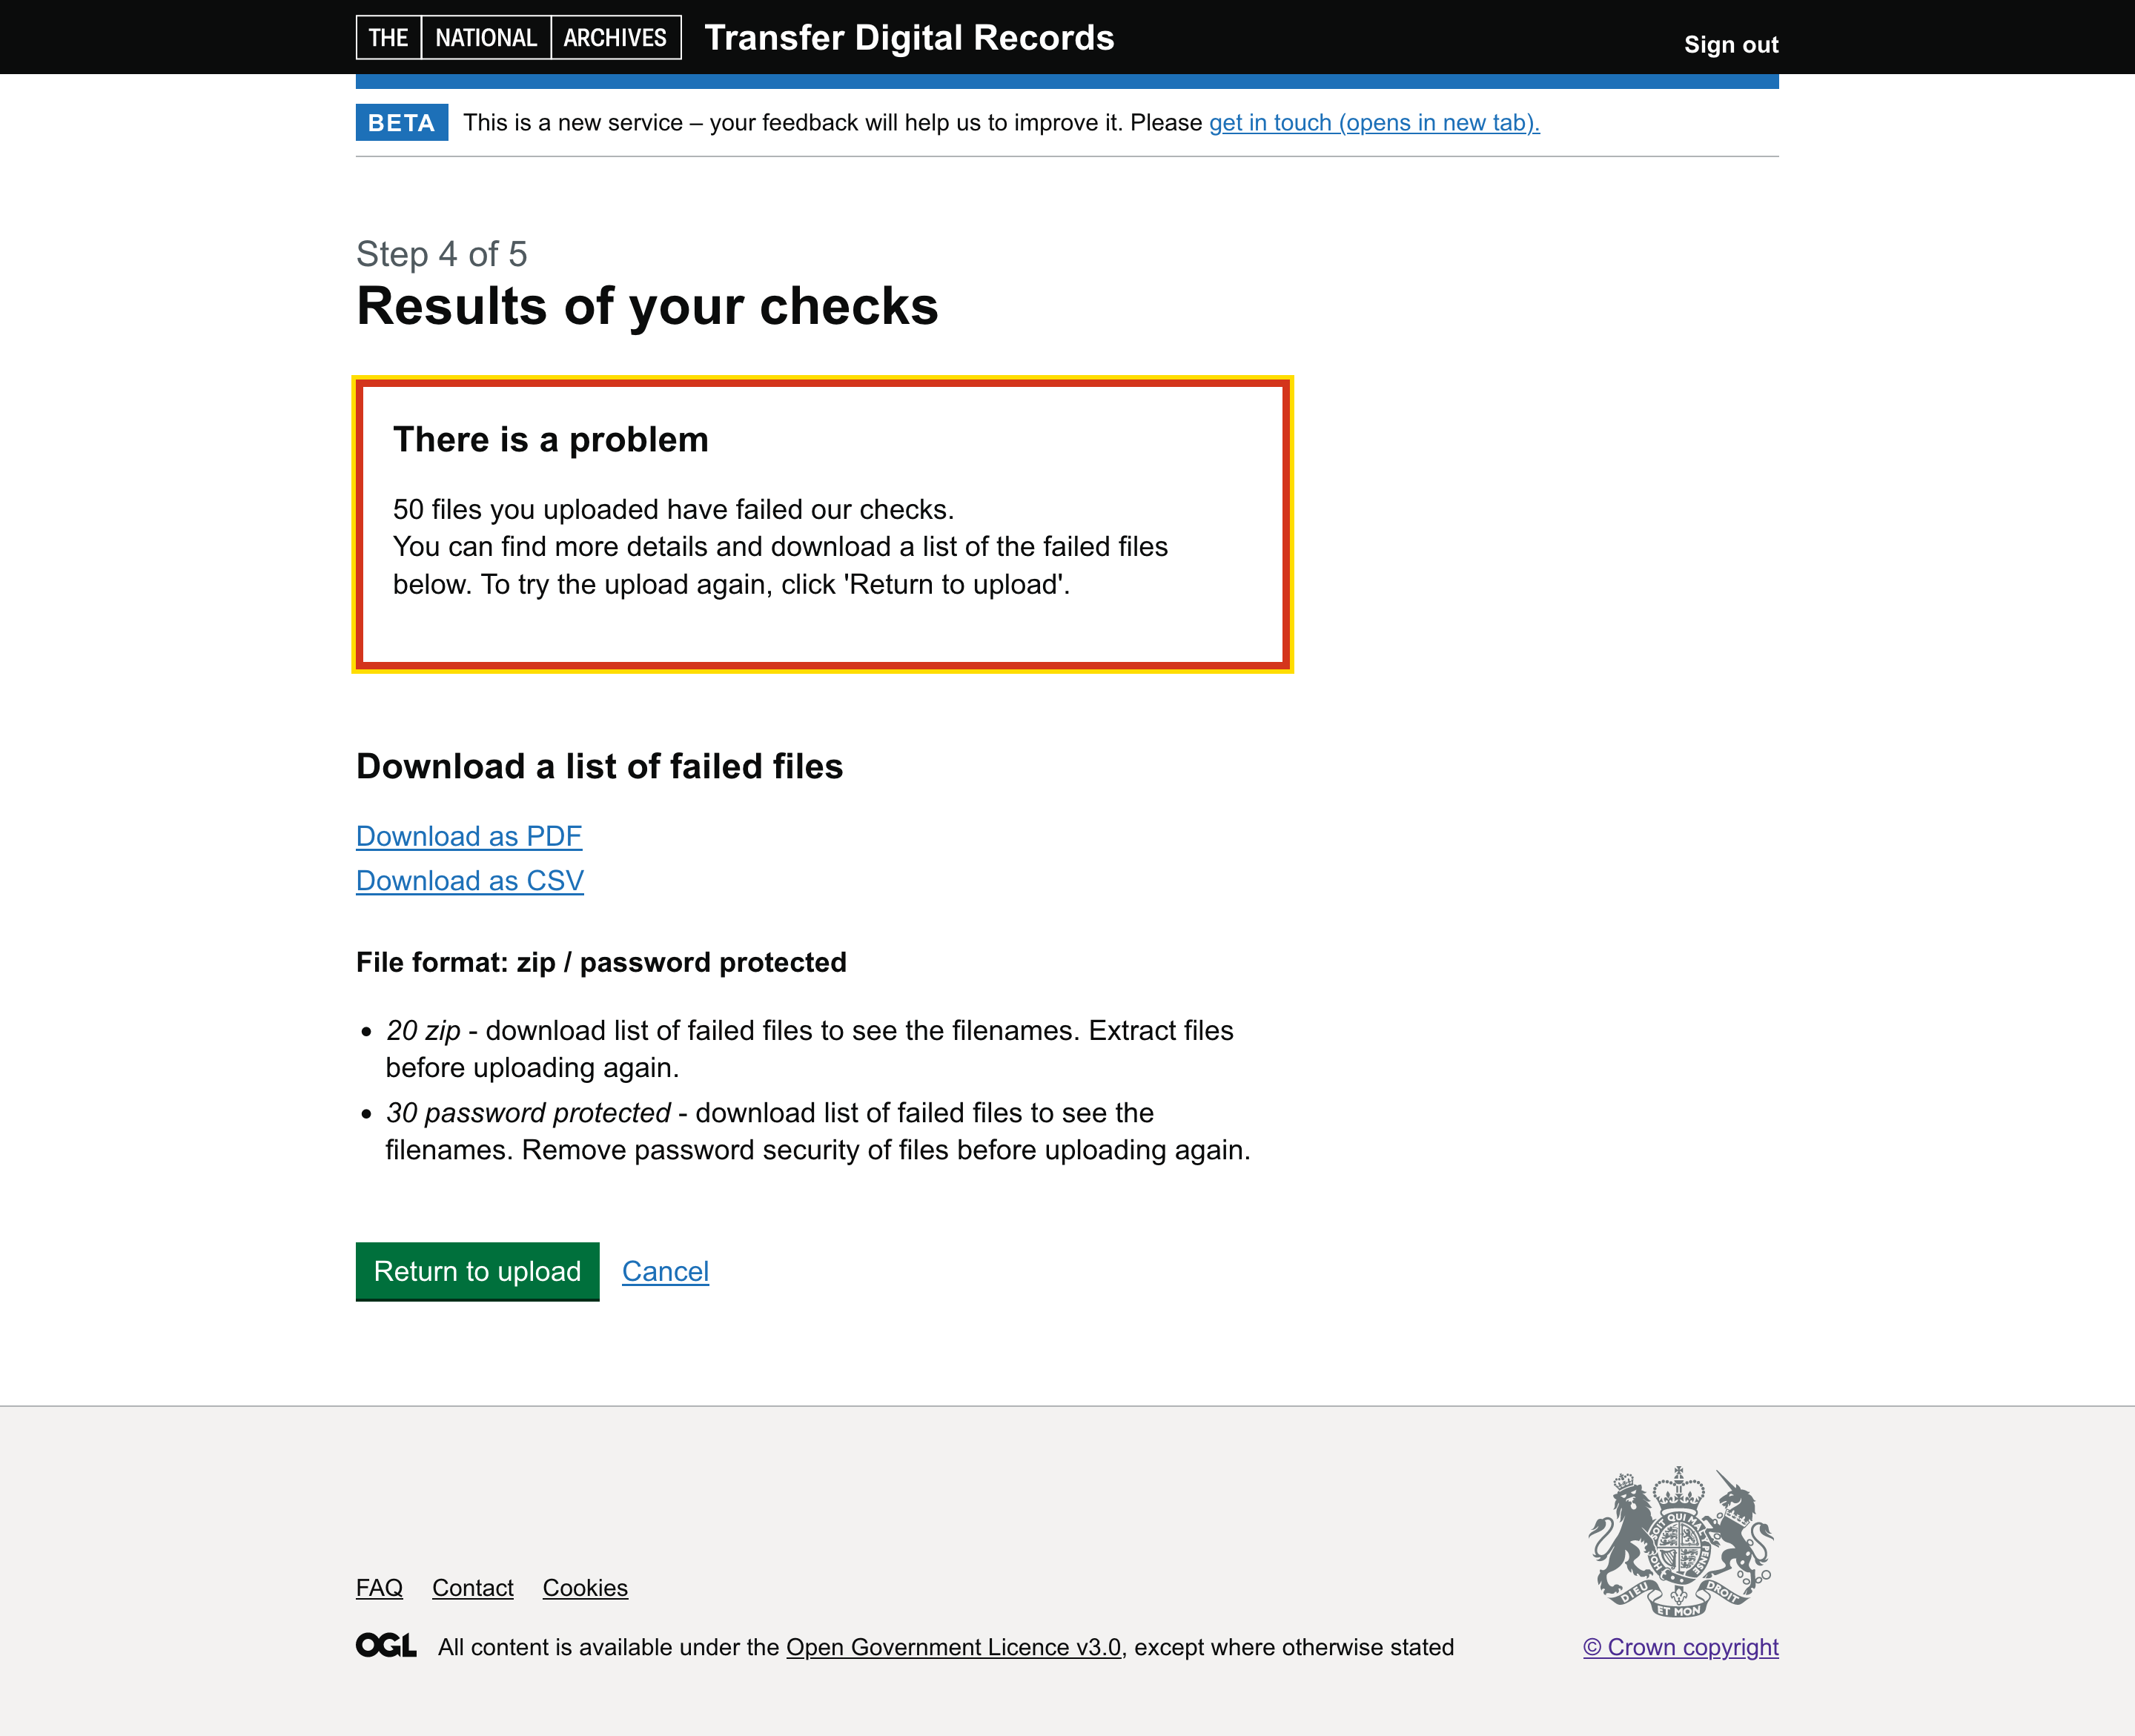 THE NATIONAL ARCHIVES Transfer Digital Records Sign out
BETA This is a new service – your feedback will help us to improve it. Please get in touch (opens in new tab).
Step 4 of 5
Results of your checks
There is a problem
50 files you uploaded have failed our checks.
You can find more details and download a list of the failed files
below. To try the upload again, click 'Return to upload'.
Download a list of failed files
Download as PDF
Download as CSV
File format: zip / password protected
• 20 zip - download list of failed files to see the filenames. Extract files
before uploading again.
• 30 password protected - download list of failed files to see the
filenames. Remove password security of files before uploading again.
Return to upload Cancel
DIEU ET MON DROIT
FAQ Contact Cookies
OGL All content is available under the Open Government Licence v3.0, except where otherwise stated
© Crown copyright